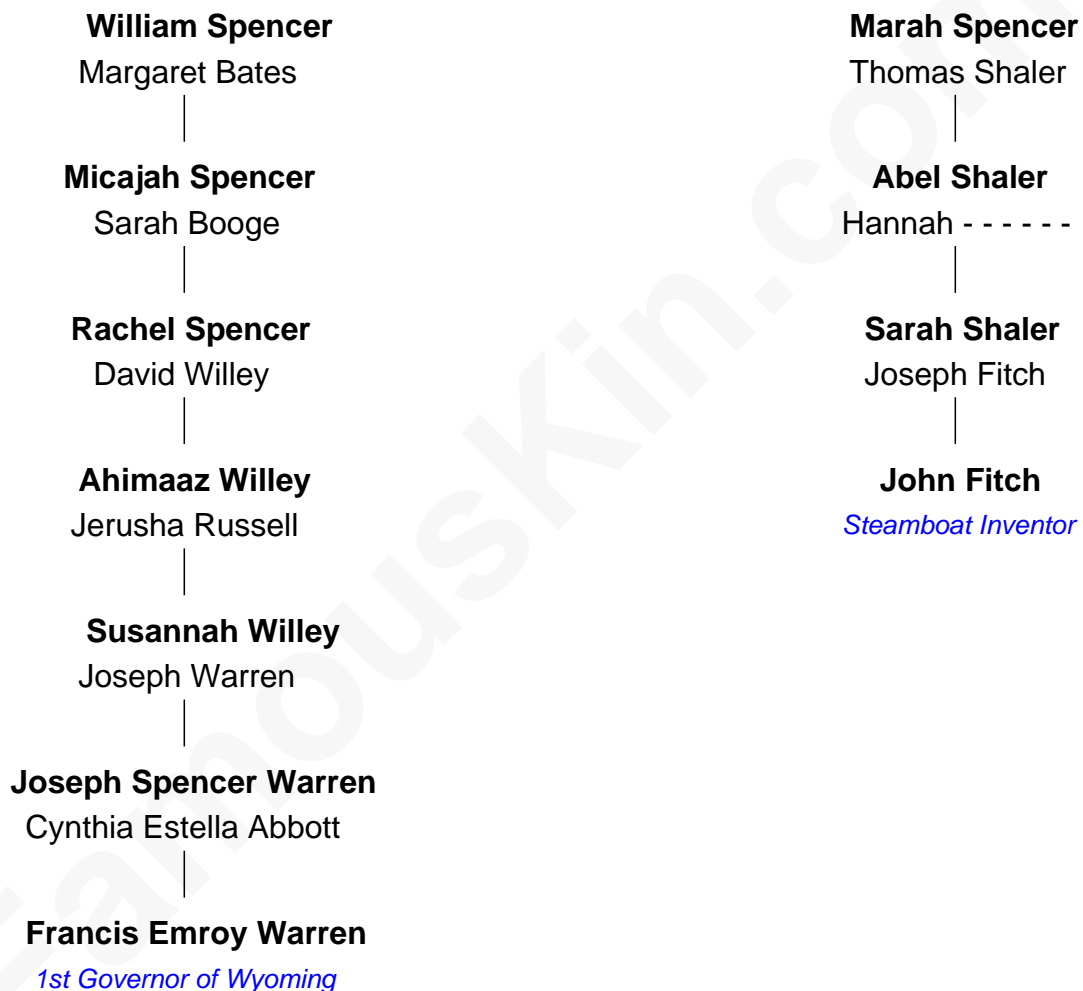 William Spencer
Margaret Bates
Micajah Spencer
Sarah Booge
Rachel Spencer
David Willey
Ahimaaz Willey
Jerusha Russell
Susannah Willey
Joseph Warren
Joseph Spencer Warren
Cynthia Estella Abbott
Francis Emroy Warren
1st Governor of Wyoming
Marah Spencer
Thomas Shaler
Abel Shaler
Hannah - - - - - -
Sarah Shaler
Joseph Fitch
John Fitch
Steamboat Inventor
FamousKin.com